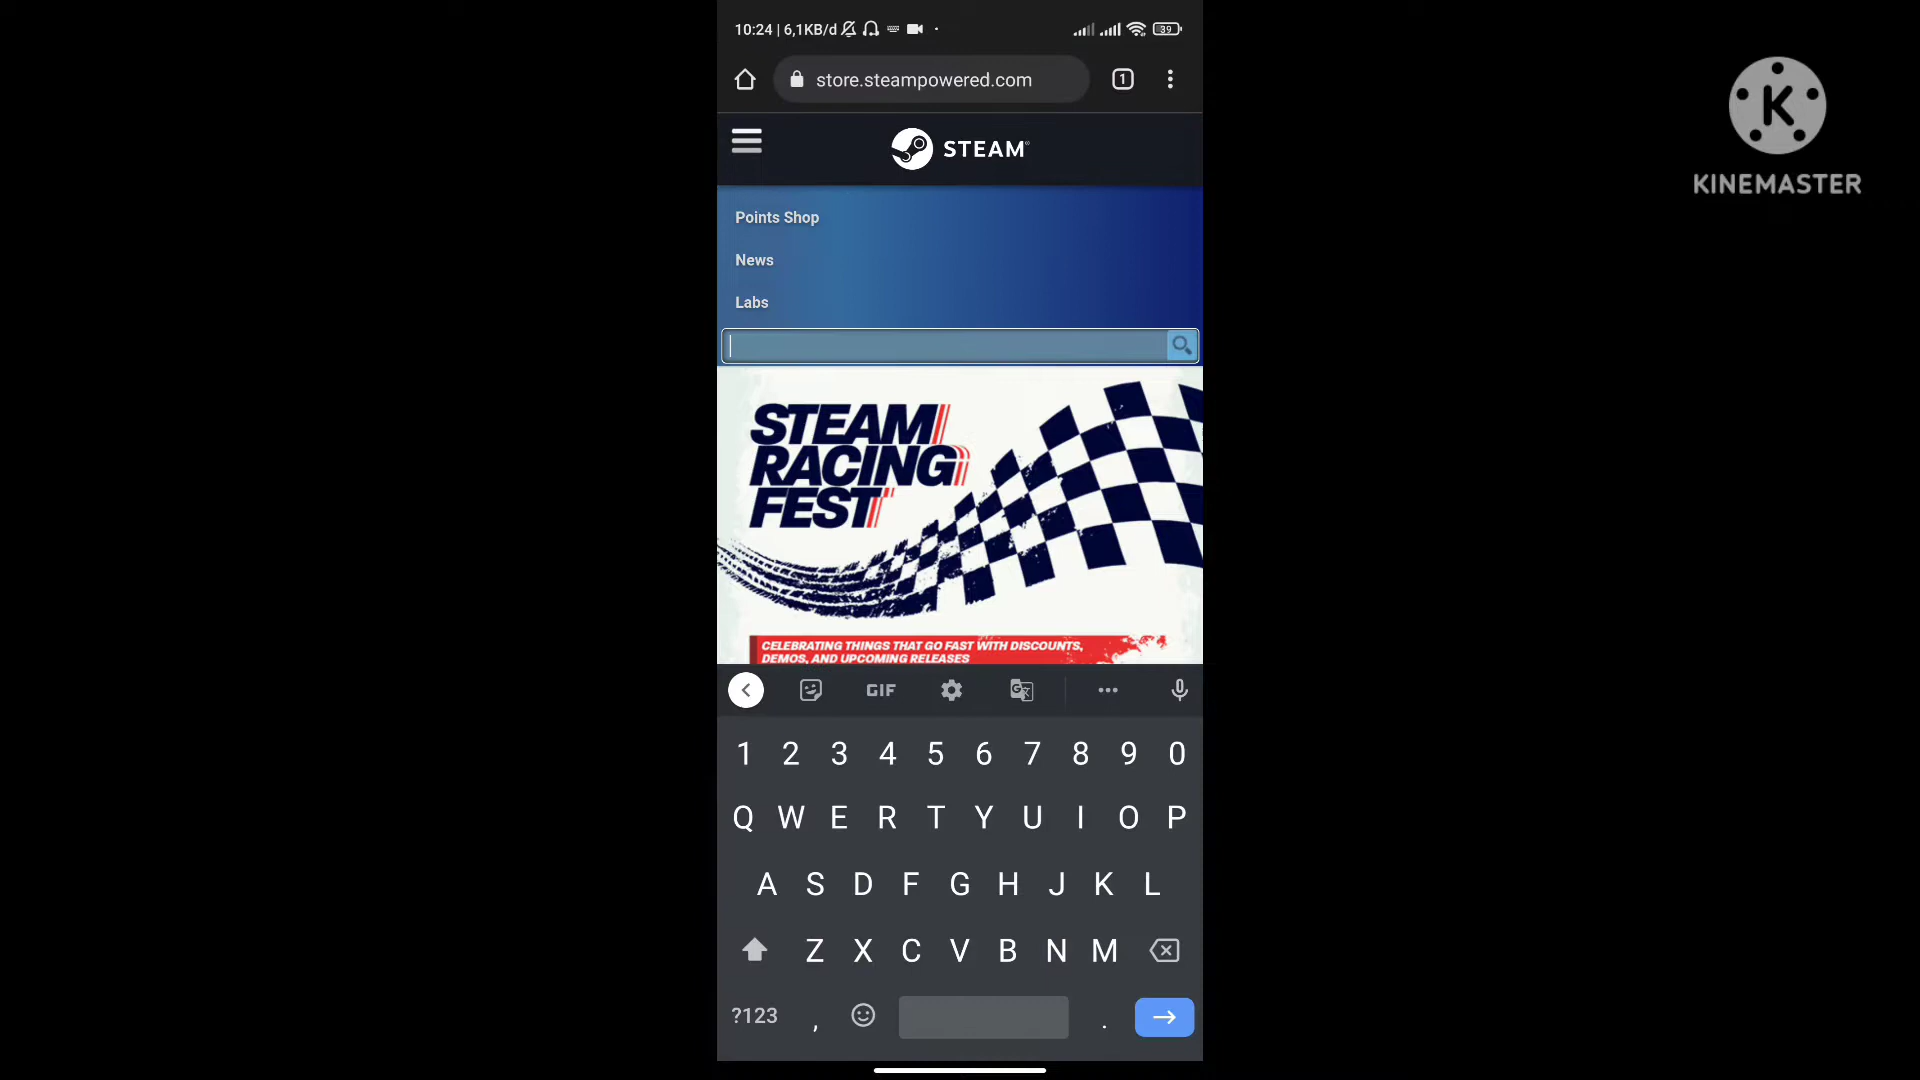 10:24 | 6,1KB/d
39
store.steampowered.com
1
STEAM
Points Shop
News
Labs
STEAM
RACING
FEST
CELEBRATING THINGS THAT GO FAST WITH DISCOUNTS,
DEMOS, AND UPCOMING RELEASES
GIF
1 2 3 4 5 6 7 8 9 0
Q W E R T Y U I O P
A S D F G H J K L
Z X C V B N M
?123 , .
K
KINEMASTER